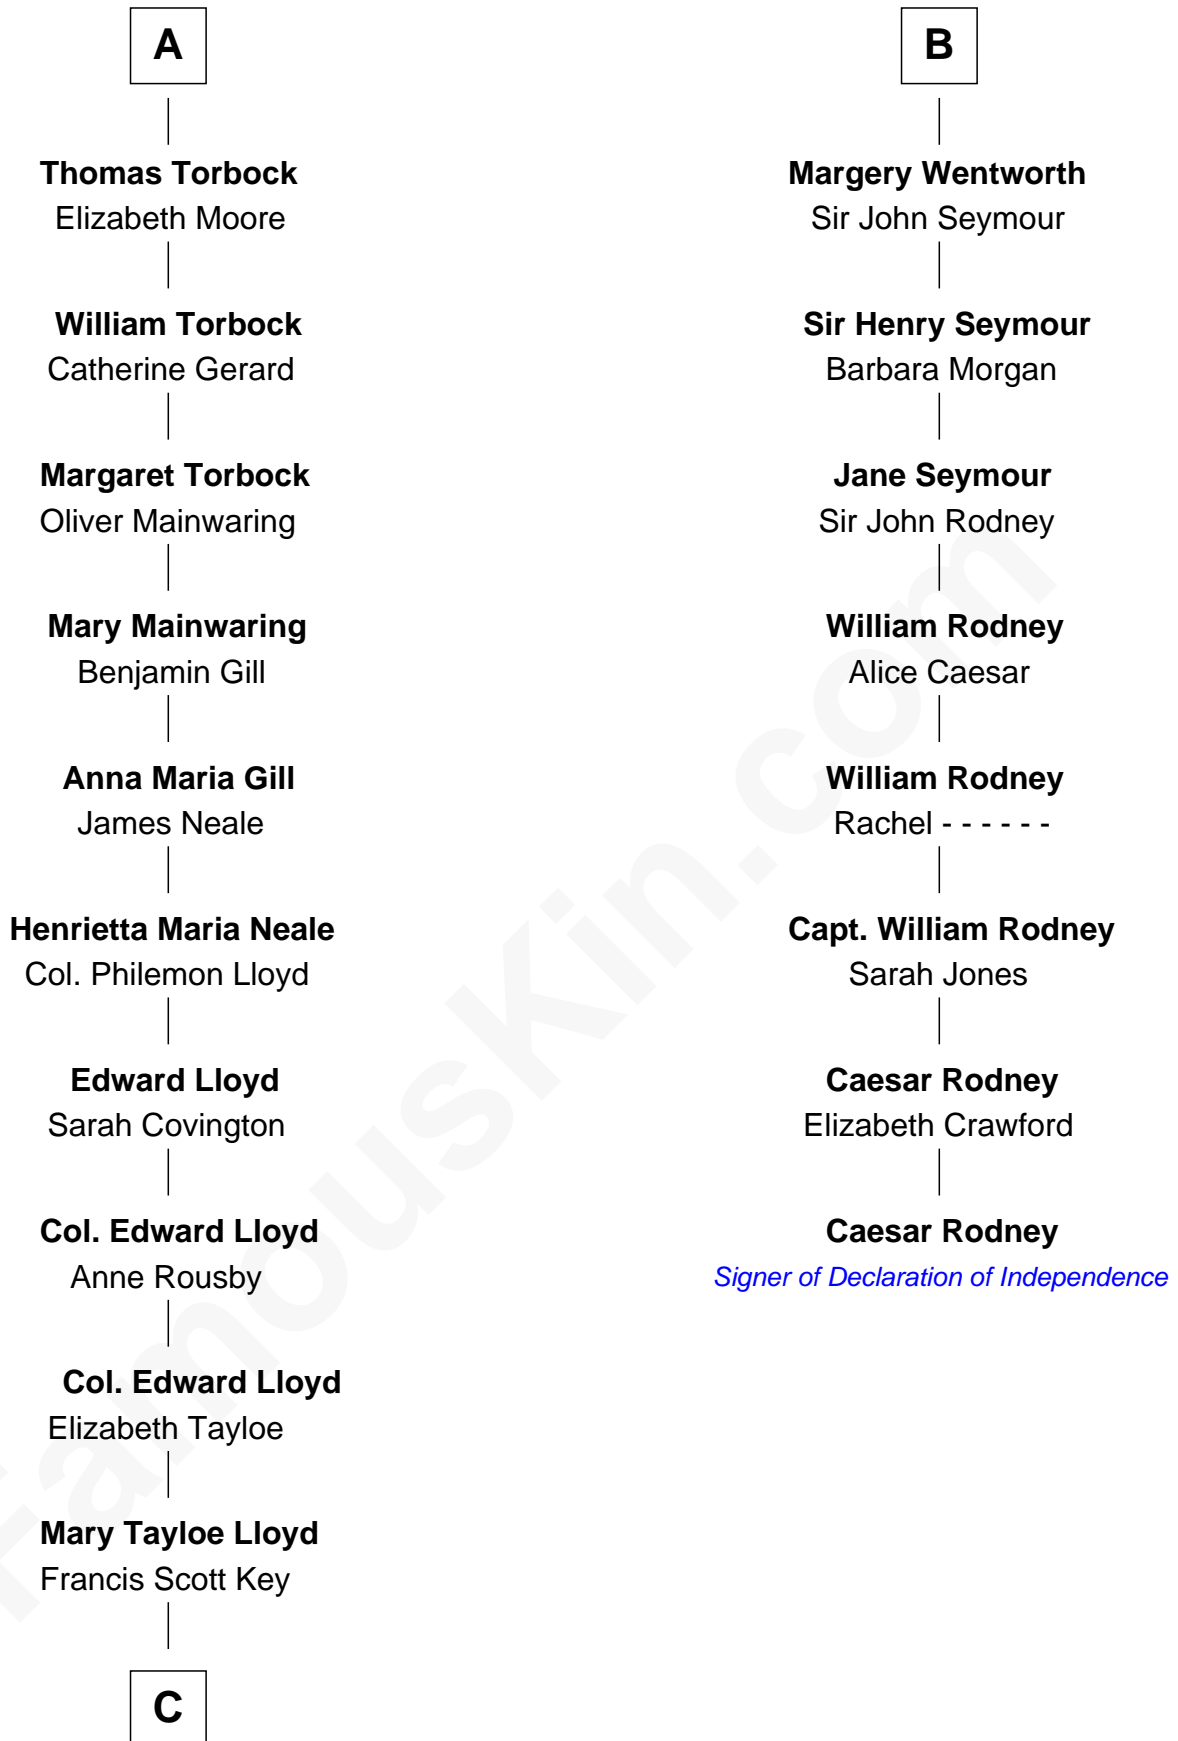 A
Thomas Torbock
Elizabeth Moore
William Torbock
Catherine Gerard
Margaret Torbock
Oliver Mainwaring
Mary Mainwaring
Benjamin Gill
Anna Maria Gill
James Neale
Henrietta Maria Neale
Col. Philemon Lloyd
Edward Lloyd
Sarah Covington
Col. Edward Lloyd
Anne Rousby
Col. Edward Lloyd
Elizabeth Tayloe
Mary Tayloe Lloyd
Francis Scott Key
C
B
Margery Wentworth
Sir John Seymour
Sir Henry Seymour
Barbara Morgan
Jane Seymour
Sir John Rodney
William Rodney
Alice Caesar
William Rodney
Rachel - - - - - -
Capt. William Rodney
Sarah Jones
Caesar Rodney
Elizabeth Crawford
Caesar Rodney
Signer of Declaration of Independence
FamousKin.com